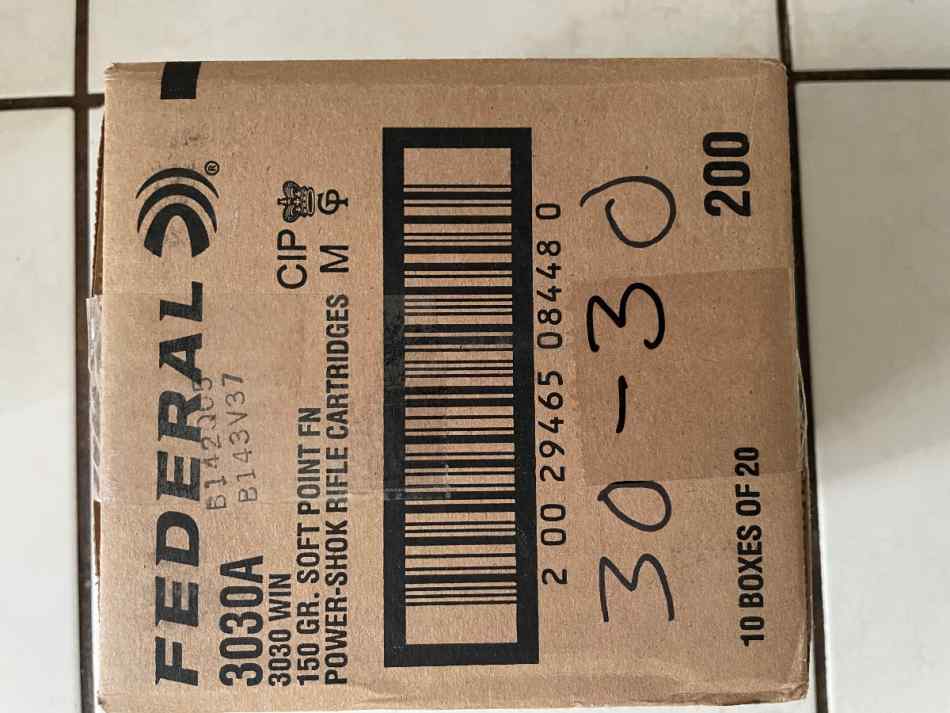 FEDERAL®
B143V37
3030A
3030 WIN
150 GR. SOFT POINT FN
POWER-SHOK RIFLE CARTRIDGES
CIP
M
2 00 29465 08448 0
30-30
10 BOXES OF 20
200